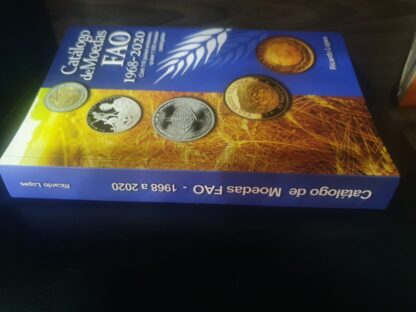 Catálogo
de Moedas
FAO
1968-2020
Ricardo Lopes
Catálogo de Moedas FAO - 1968 a 2020
Ricardo Lopes